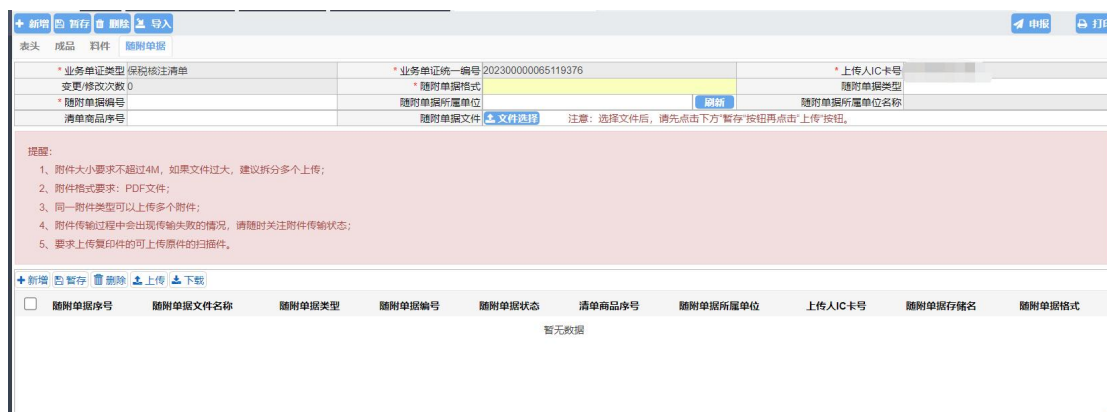 新增 暂存 删除 导入 申报 打印
表头 成品 料件 随附单据
* 业务单证类型 保税核注清单 * 业务单证统一编号 202300000065119376 * 上传人IC卡号
变更/修改次数 0 * 随附单据格式 随附单据类型
* 随附单据编号 随附单据所属单位 刷新 随附单据所属单位名称
清单商品序号 随附单据文件 文件选择 注意：选择文件后，请先点击下方"暂存"按钮再点击"上传"按钮。
提醒：
1、附件大小要求不超过4M，如果文件过大，建议拆分多个上传；
2、附件格式要求：PDF文件；
3、同一附件类型可以上传多个附件；
4、附件传输过程中会出现传输失败的情况，请随时关注附件传输状态；
5、要求上传复印件的可上传原件的扫描件。
新增 暂存 删除 上传 下载
随附单据序号 随附单据文件名称 随附单据类型 随附单据编号 随附单据状态 清单商品序号 随附单据所属单位 上传人IC卡号 随附单据存储名 随附单据格式
暂无数据